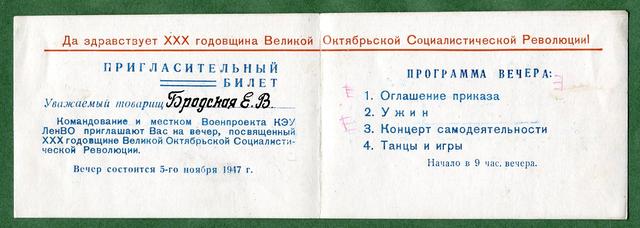 Да здравствует XXX годовщина Великой Октябрьской Социалистической Революции!
ПРИГЛАСИТЕЛЬНЫЙ
БИЛЕТ
Уважаемый товарищ Бродская Е. В.
Командование и местком Военпроекта КЭУ
ЛенВО приглашают Вас на вечер, посвященный
XXX годовщине Великой Октябрьской Социалисти-
ческой Революции.
Вечер состоится 5-го ноября 1947 г.
ПРОГРАММА ВЕЧЕРА:
1. Оглашение приказа
2. Ужин
3. Концерт самодеятельности
4. Танцы и игры
Начало в 9 час. вечера.